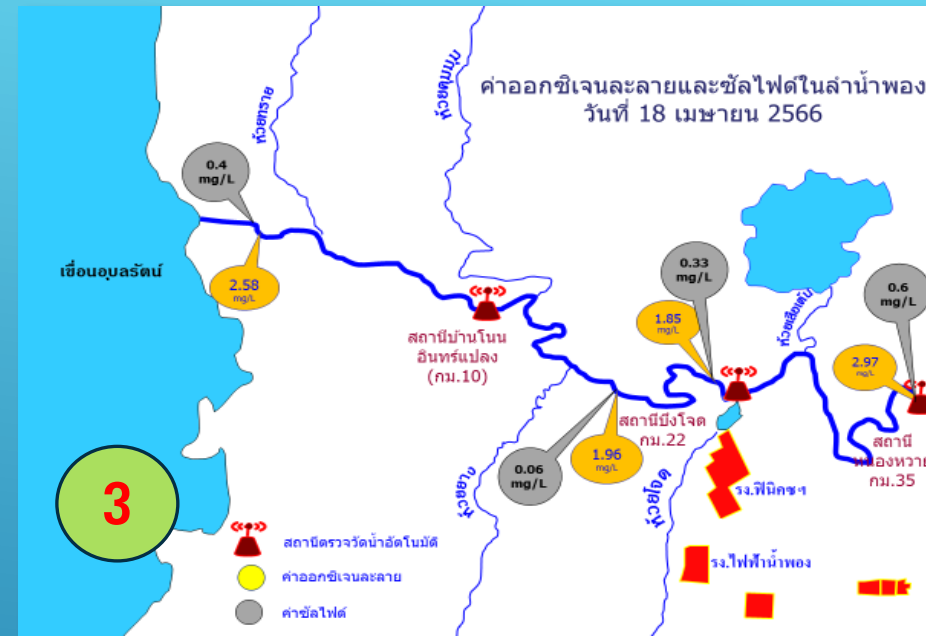 ค่าออกซิเจนละลายและซัลไฟด์ในลำน้ำพอง
วันที่ 18 เมษายน 2566
ห้วยทราย
ห้วยคุมมุม
0.4
mg/L
เขื่อนอุบลรัตน์
2.58
mg/L
0.33
mg/L
1.85
mg/L
ห้วยเสือเต้น
0.6
mg/L
2.97
mg/L
สถานีบ้านโนน
อินทร์แปลง
(กม.10)
สถานีบึงโจด
กม.22
สถานี
หนองหวาย
กม.35
0.06
mg/L
1.96
mg/L
ห้วยยาง
ห้วยโจด
รง.ฟินิคซฯ
รง.ไฟฟ้าน้ำพอง
3
สถานีตรวจวัดน้ำอัตโนมัติ
ค่าออกซิเจนละลาย
ค่าซัลไฟด์